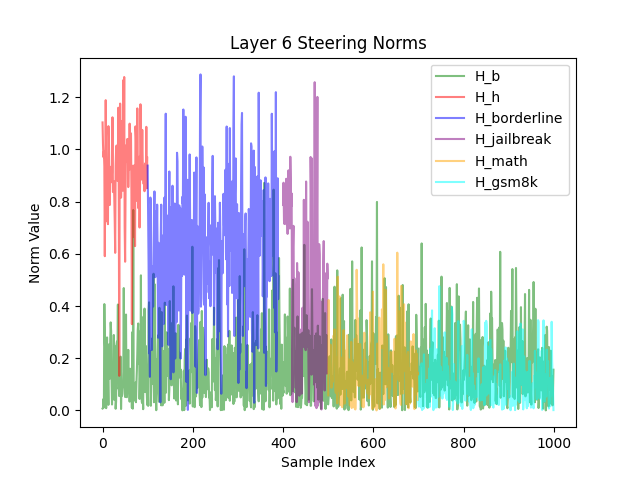 Layer 6 Steering Norms
H_b
H_h
H_borderline
H_jailbreak
H_math
H_gsm8k
Norm Value
1.2
1.0
0.8
0.6
0.4
0.2
0.0
0
200
400
600
800
1000
Sample Index